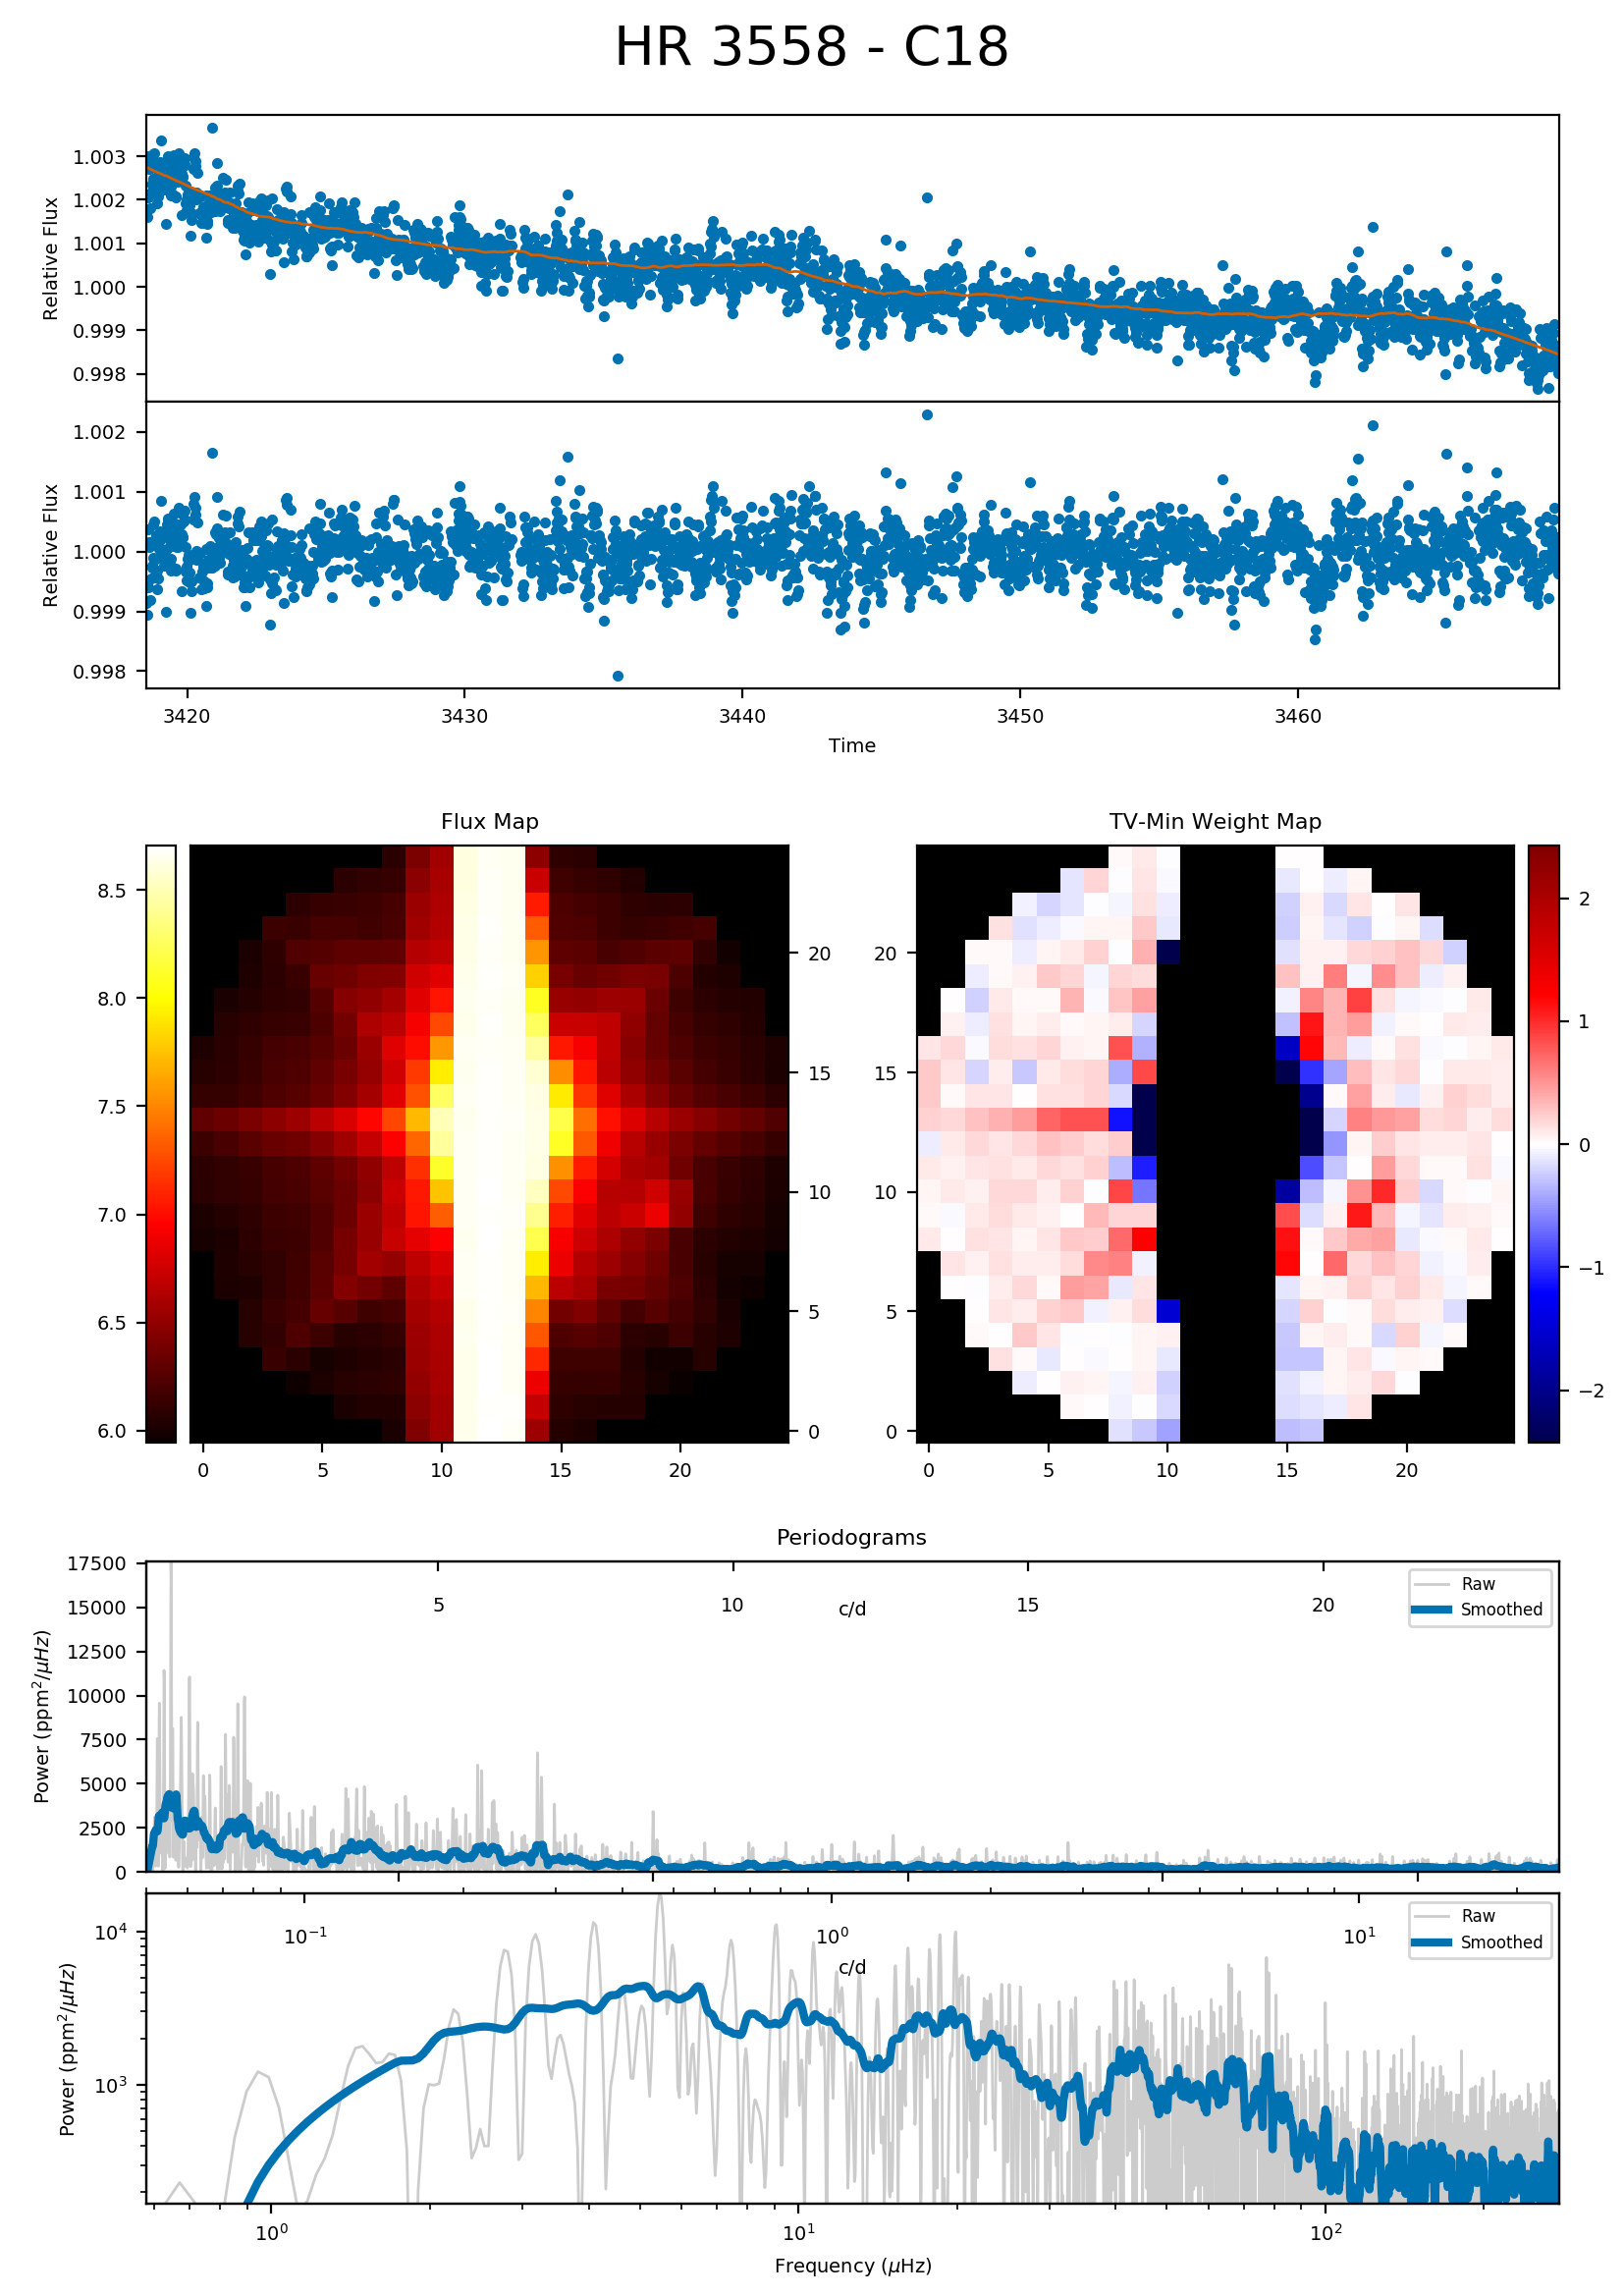 HR 3558 - C18
Relative Flux
1.003
1.002
1.001
1.000
0.999
0.998
Relative Flux
1.002
1.001
1.000
0.999
0.998
3420 3430 3440 3450 3460
Time
Flux Map
8.5
8.0
7.5
7.0
6.5
6.0
20
15
10
5
0
0 5 10 15 20
TV-Min Weight Map
20
15
10
5
0
0 5 10 15 20
2
1
0
−1
−2
Periodograms
Power (ppm²/μHz)
17500
15000
12500
10000
7500
5000
2500
0
5 10 15 20
c/d
Raw
Smoothed
Power (ppm²/μHz)
10⁴
10³
10⁻¹ 10⁰ 10¹
c/d
Raw
Smoothed
10⁰ 10¹ 10²
Frequency (μHz)